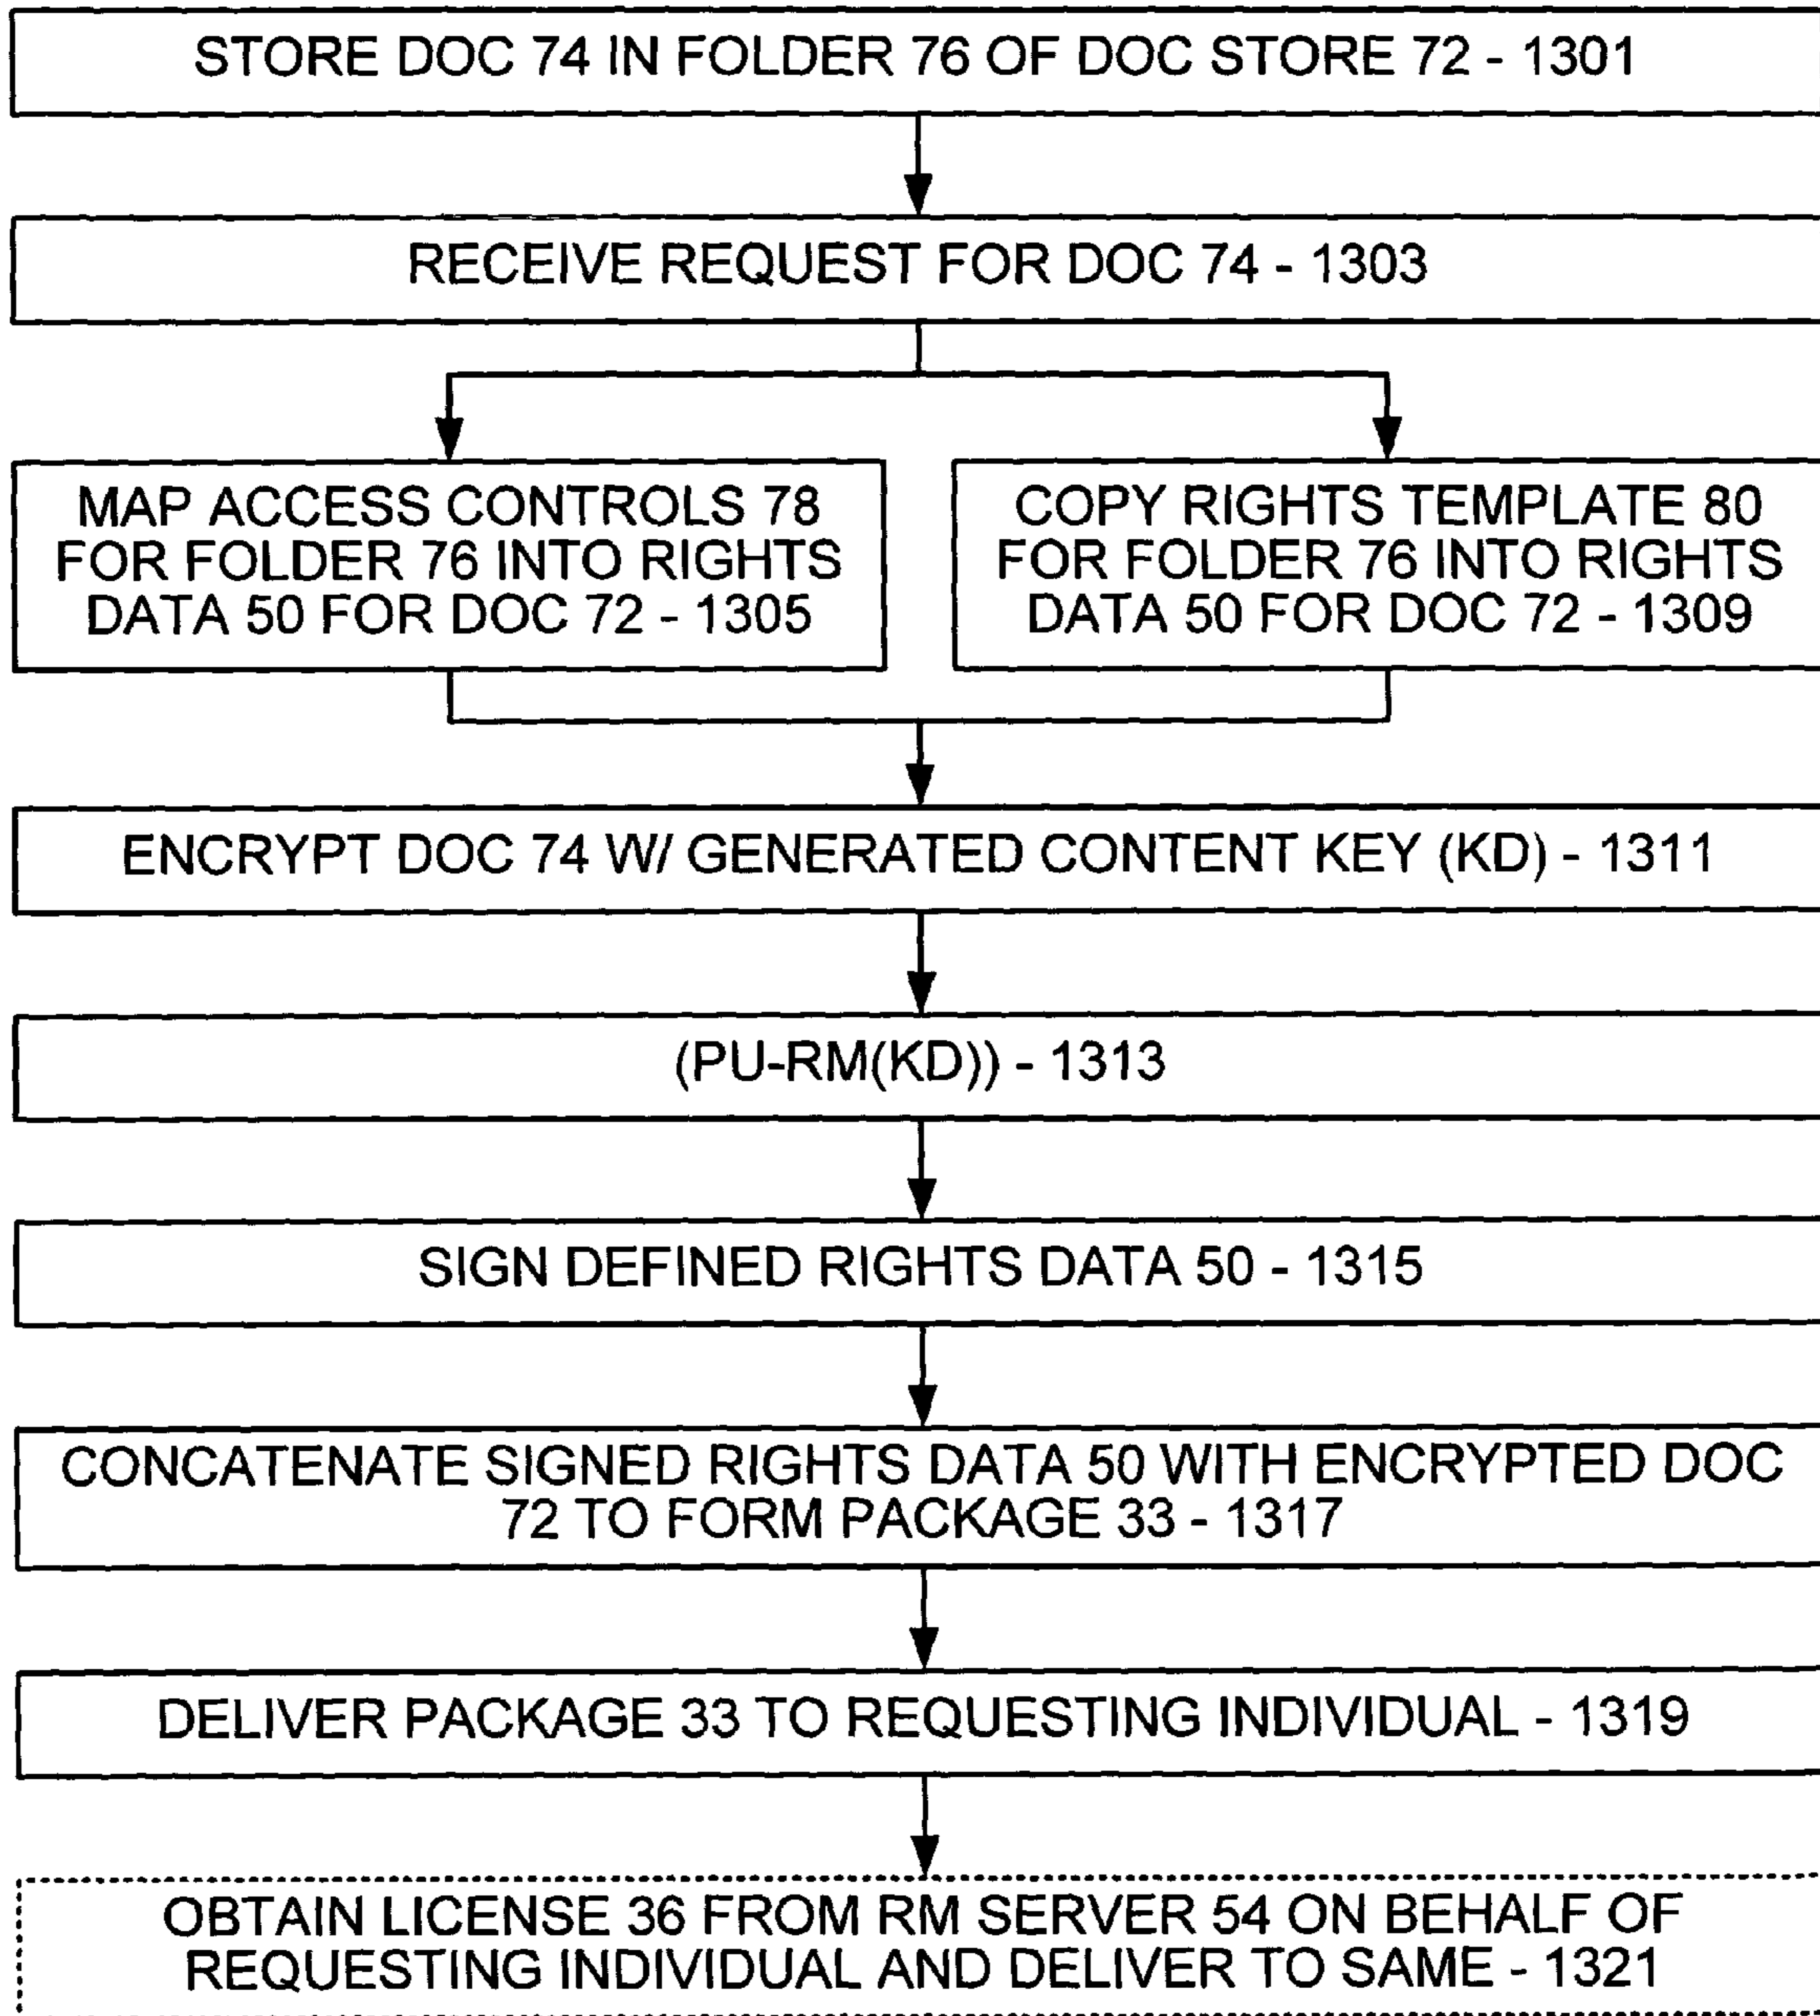 STORE DOC 74 IN FOLDER 76 OF DOC STORE 72 - 1301
RECEIVE REQUEST FOR DOC 74 - 1303
MAP ACCESS CONTROLS 78
FOR FOLDER 76 INTO RIGHTS
DATA 50 FOR DOC 72 - 1305
COPY RIGHTS TEMPLATE 80
FOR FOLDER 76 INTO RIGHTS
DATA 50 FOR DOC 72 - 1309
ENCRYPT DOC 74 W/ GENERATED CONTENT KEY (KD) - 1311
(PU-RM(KD)) - 1313
SIGN DEFINED RIGHTS DATA 50 - 1315
CONCATENATE SIGNED RIGHTS DATA 50 WITH ENCRYPTED DOC
72 TO FORM PACKAGE 33 - 1317
DELIVER PACKAGE 33 TO REQUESTING INDIVIDUAL - 1319
OBTAIN LICENSE 36 FROM RM SERVER 54 ON BEHALF OF
REQUESTING INDIVIDUAL AND DELIVER TO SAME - 1321